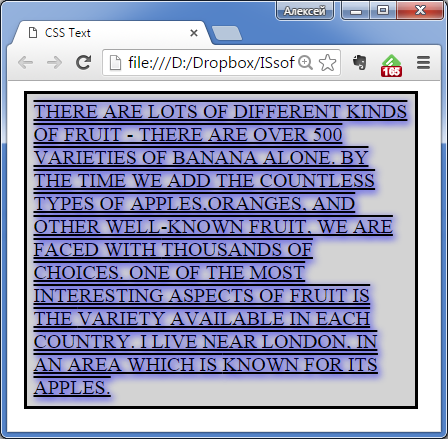 Алексей
CSS Text
file:///D:/Dropbox/ISsof
165
THERE ARE LOTS OF DIFFERENT KINDS
OF FRUIT - THERE ARE OVER 500
VARIETIES OF BANANA ALONE. BY
THE TIME WE ADD THE COUNTLESS
TYPES OF APPLES,ORANGES, AND
OTHER WELL-KNOWN FRUIT, WE ARE
FACED WITH THOUSANDS OF
CHOICES. ONE OF THE MOST
INTERESTING ASPECTS OF FRUIT IS
THE VARIETY AVAILABLE IN EACH
COUNTRY. I LIVE NEAR LONDON, IN
AN AREA WHICH IS KNOWN FOR ITS
APPLES.